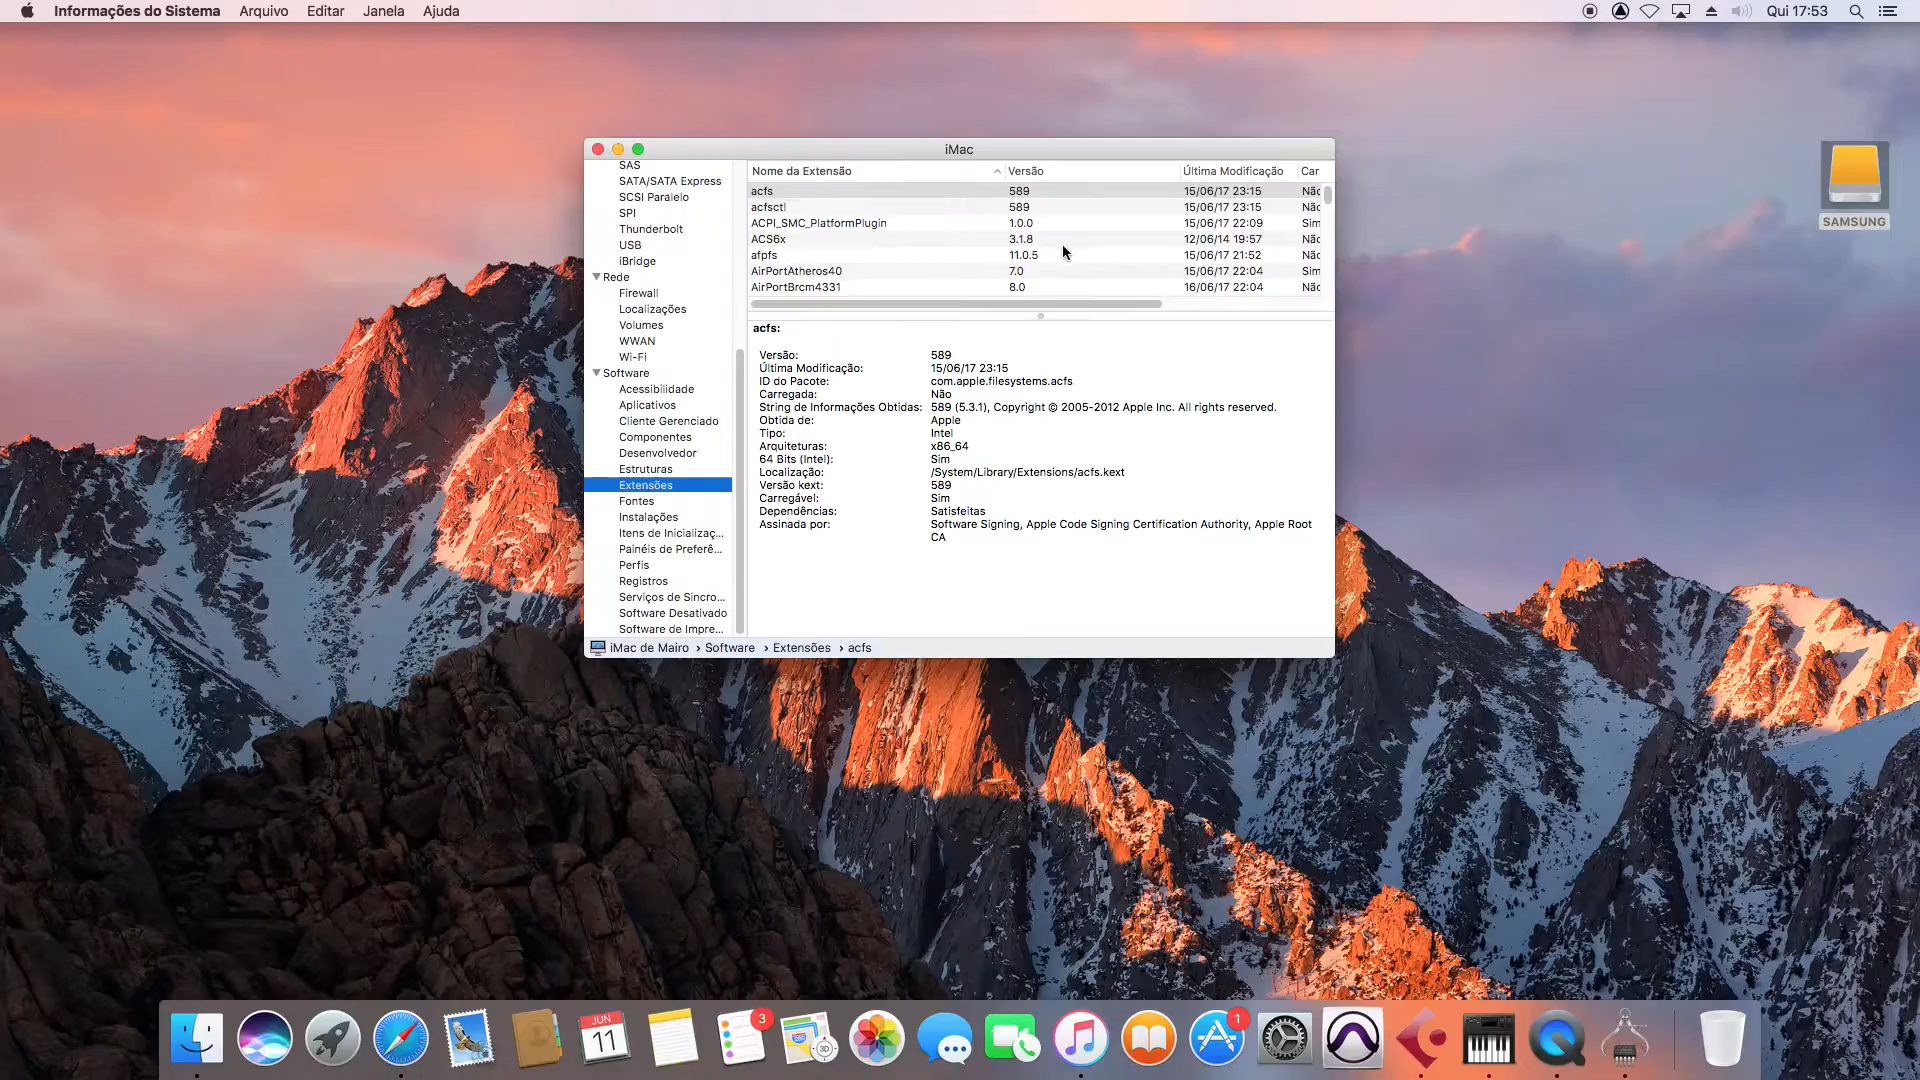 Informações do Sistema Arquivo Editar Janela Ajuda
Qui 17:53
iMac
SAS
SATA/SATA Express
SCSI Paralelo
SPI
Thunderbolt
USB
iBridge
Rede
Firewall
Localizações
Volumes
WWAN
Wi-Fi
Software
Acessibilidade
Aplicativos
Cliente Gerenciado
Componentes
Desenvolvedor
Estruturas
Extensões
Fontes
Instalações
Itens de Inicializaç...
Painéis de Preferê...
Perfis
Registros
Serviços de Sincro...
Software Desativado
Software de Impre...
Nome da Extensão Versão Última Modificação Car
acfs 589 15/06/17 23:15 Não
acfsctl 589 15/06/17 23:15 Não
ACPI_SMC_PlatformPlugin 1.0.0 15/06/17 22:09 Sim
ACS6x 3.1.8 12/06/14 19:57 Não
afpfs 11.0.5 15/06/17 21:52 Não
AirPortAtheros40 7.0 15/06/17 22:04 Sim
AirPortBrcm4331 8.0 16/06/17 22:04 Não
acfs:
Versão: 589
Última Modificação: 15/06/17 23:15
ID do Pacote: com.apple.filesystems.acfs
Carregada: Não
String de Informações Obtidas: 589 (5.3.1), Copyright © 2005-2012 Apple Inc. All rights reserved.
Obtida de: Apple
Tipo: Intel
Arquiteturas: x86_64
64 Bits (Intel): Sim
Localização: /System/Library/Extensions/acfs.kext
Versão kext: 589
Carregável: Sim
Dependências: Satisfeitas
Assinada por: Software Signing, Apple Code Signing Certification Authority, Apple Root
CA
iMac de Mairo › Software › Extensões › acfs
SAMSUNG
JUN
11
3
280
3D
1